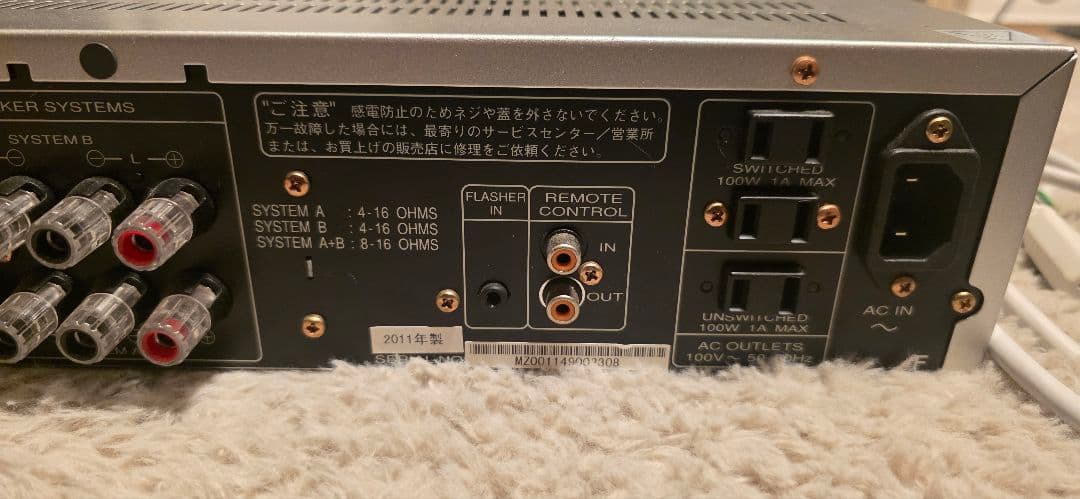 KER SYSTEMS
SYSTEM B
⊖ ⊖ — L — ⊕
"ご注意" 感電防止のためネジや蓋を外さないでください。
万一故障した場合には、最寄りのサービスセンター／営業所
または、お買上げの販売店に修理をご依頼ください。
SYSTEM A : 4-16 OHMS
SYSTEM B : 4-16 OHMS
SYSTEM A+B : 8-16 OHMS
FLASHER
IN
REMOTE
CONTROL
IN
OUT
SWITCHED
100W 1A MAX
UNSWITCHED
100W 1A MAX
AC OUTLETS
100V～ 50 60Hz
AC IN
～
2011年製
SERIAL NO
MZ001149002308